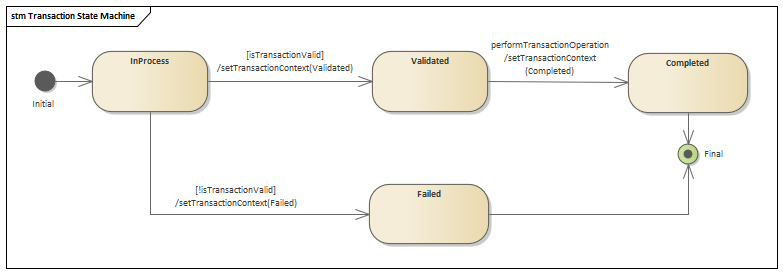 stm Transaction State Machine
InProcess
[isTransactionValid]
/setTransactionContext(Validated)
Validated
performTransactionOperation
/setTransactionContext
(Completed)
Completed
Initial
Final
[!isTransactionValid]
/setTransactionContext(Failed)
Failed